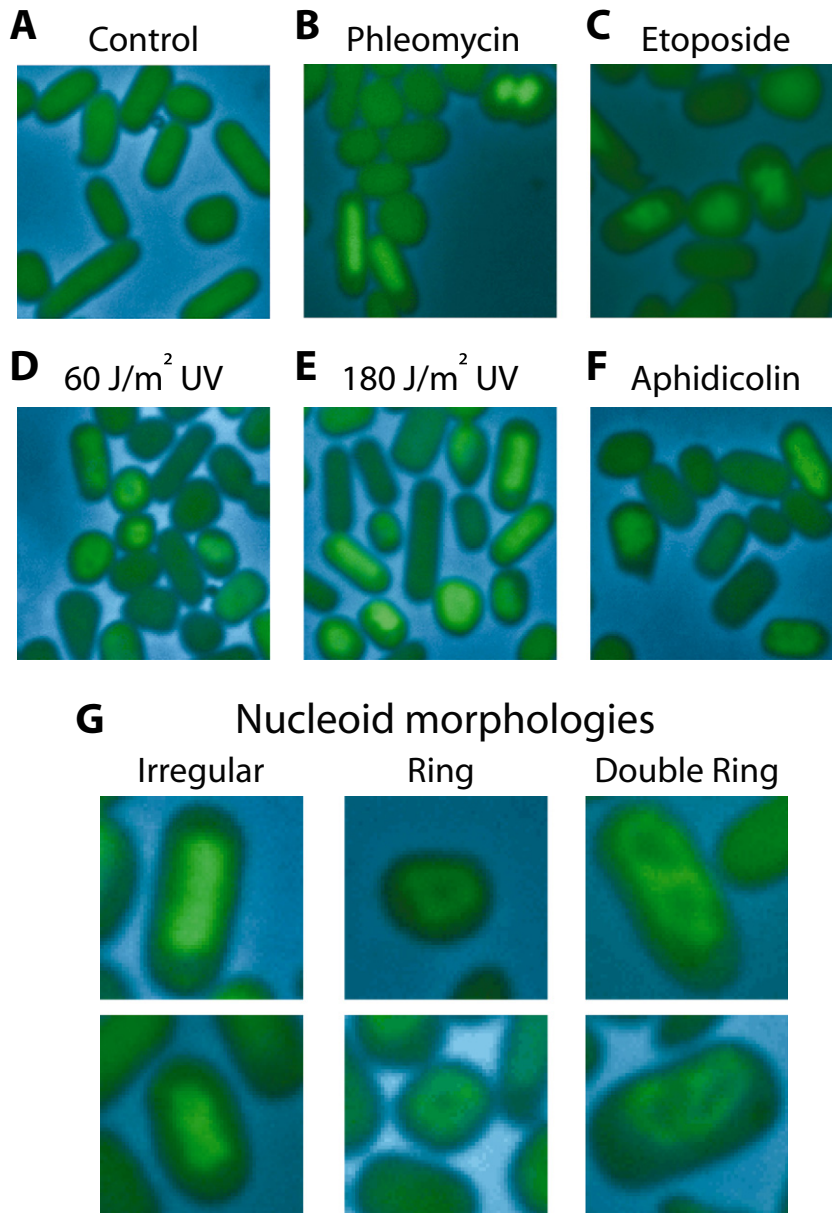 A Control
B Phleomycin
C Etoposide
D 60 J/m² UV
E 180 J/m² UV
F Aphidicolin
G Nucleoid morphologies
Irregular Ring Double Ring